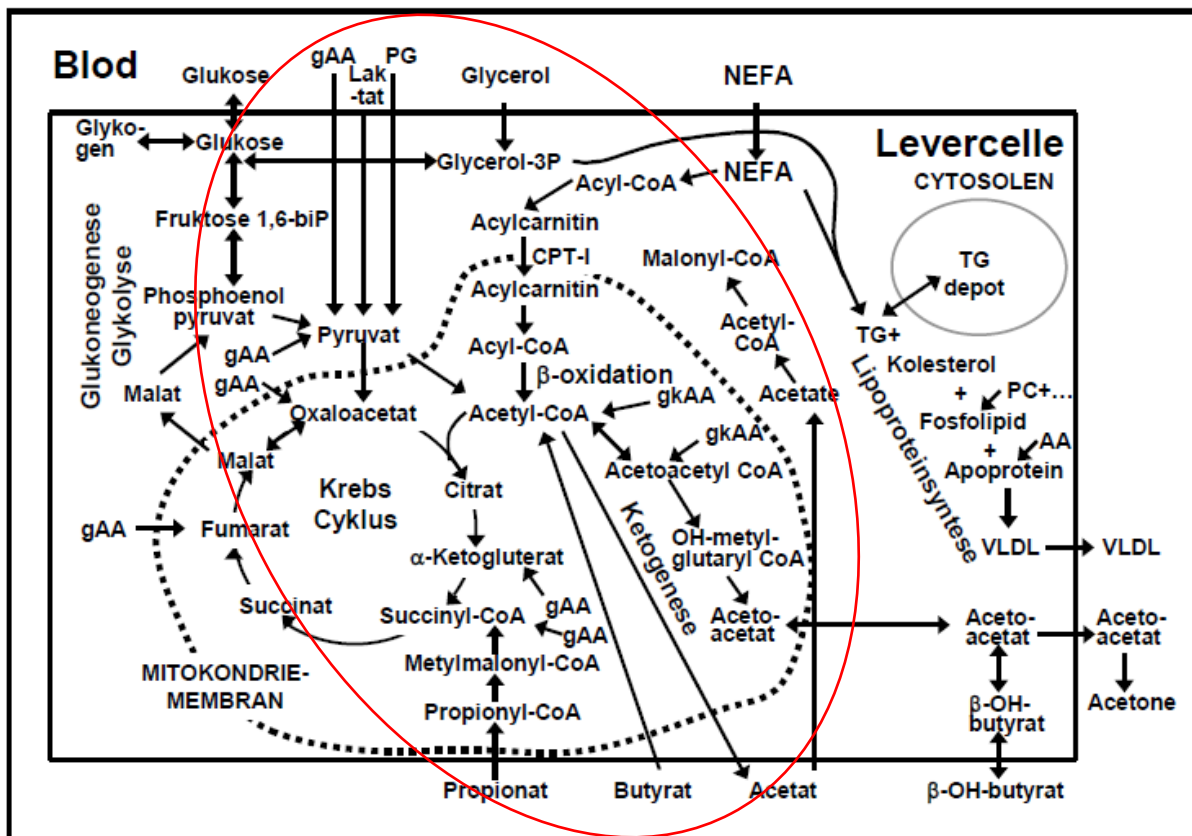 Blod
Glukose
gAA
PG
Lak
-tat
Glycerol
NEFA
Glyko-
gen
Glukose
Glycerol-3P
NEFA
Levercelle
CYTOSOLEN
Acyl-CoA
Fruktose 1,6-biP
Acylcarnitin
CPT-I
Malonyl-CoA
TG
depot
Glukoneogenese
Glykolyse
Phosphoenol
pyruvat
Acylcarnitin
Pyruvat
Acetyl-
CoA
TG+
gAA
Acyl-CoA
Kolesterol
gAA
β-oxidation
Malat
Acetate
+
PC+...
Oxaloacetat
Acetyl-CoA
gkAA
Fosfolipid
Lipoproteinsyntese
gkAA
+
AA
Malat
Acetoacetyl CoA
Apoprotein
Krebs
Cyklus
Citrat
Ketogenese
gAA
Fumarat
OH-metyl-
glutaryl CoA
VLDL
VLDL
α-Ketogluterat
Succinat
Succinyl-CoA
gAA
gAA
Aceto-
acetat
Aceto-
acetat
Aceto-
acetat
MITOKONDRIE-
MEMBRAN
Metylmalonyl-CoA
Propionyl-CoA
β-OH-
butyrat
Acetone
Propionat
Butyrat
Acetat
β-OH-butyrat